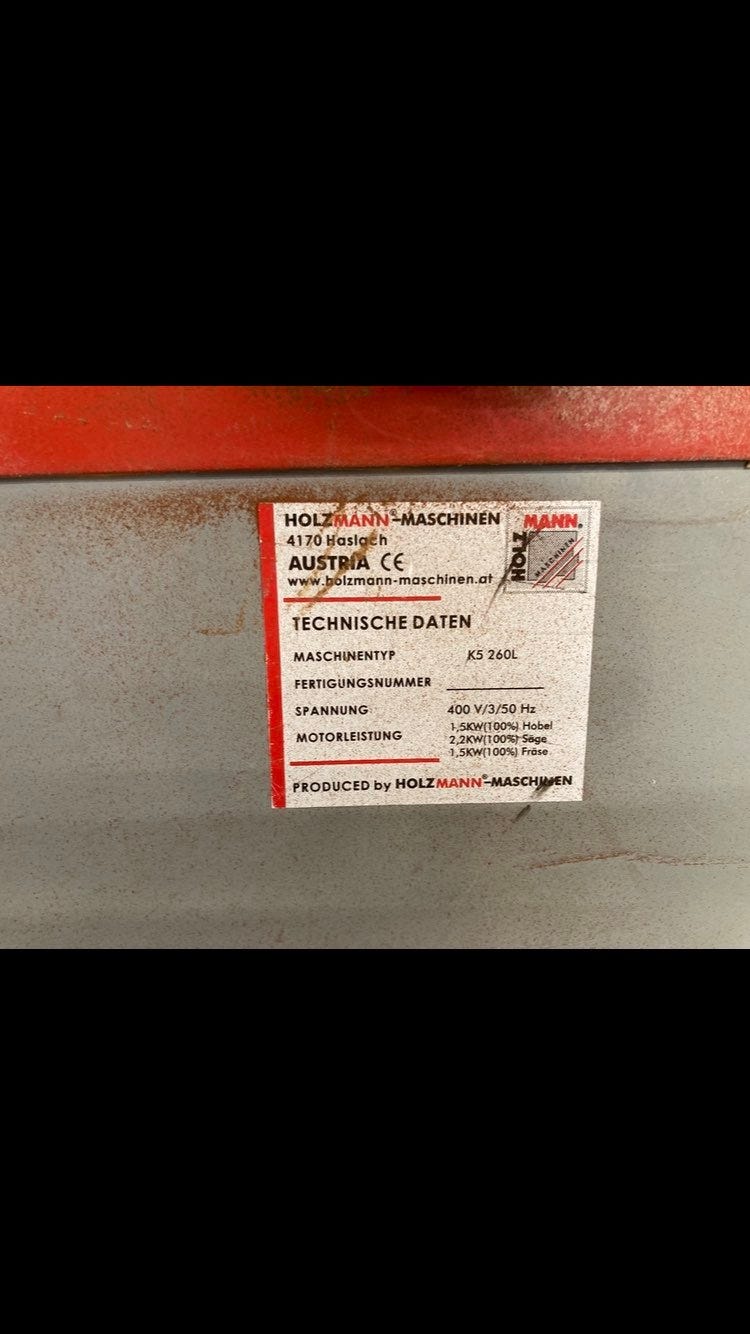 HOLZMANN®-MASCHINEN
4170 Haslach
AUSTRIA CE
www.holzmann-maschinen.at
HOLZ MANN®
MASCHINEN
TECHNISCHE DATEN
MASCHINENTYP K5 260L
FERTIGUNGSNUMMER
SPANNUNG 400 V/3/50 Hz
MOTORLEISTUNG 1,5KW(100%) Hobel
2,2KW(100%) Säge
1,5KW(100%) Fräse
PRODUCED by HOLZMANN®-MASCHINEN